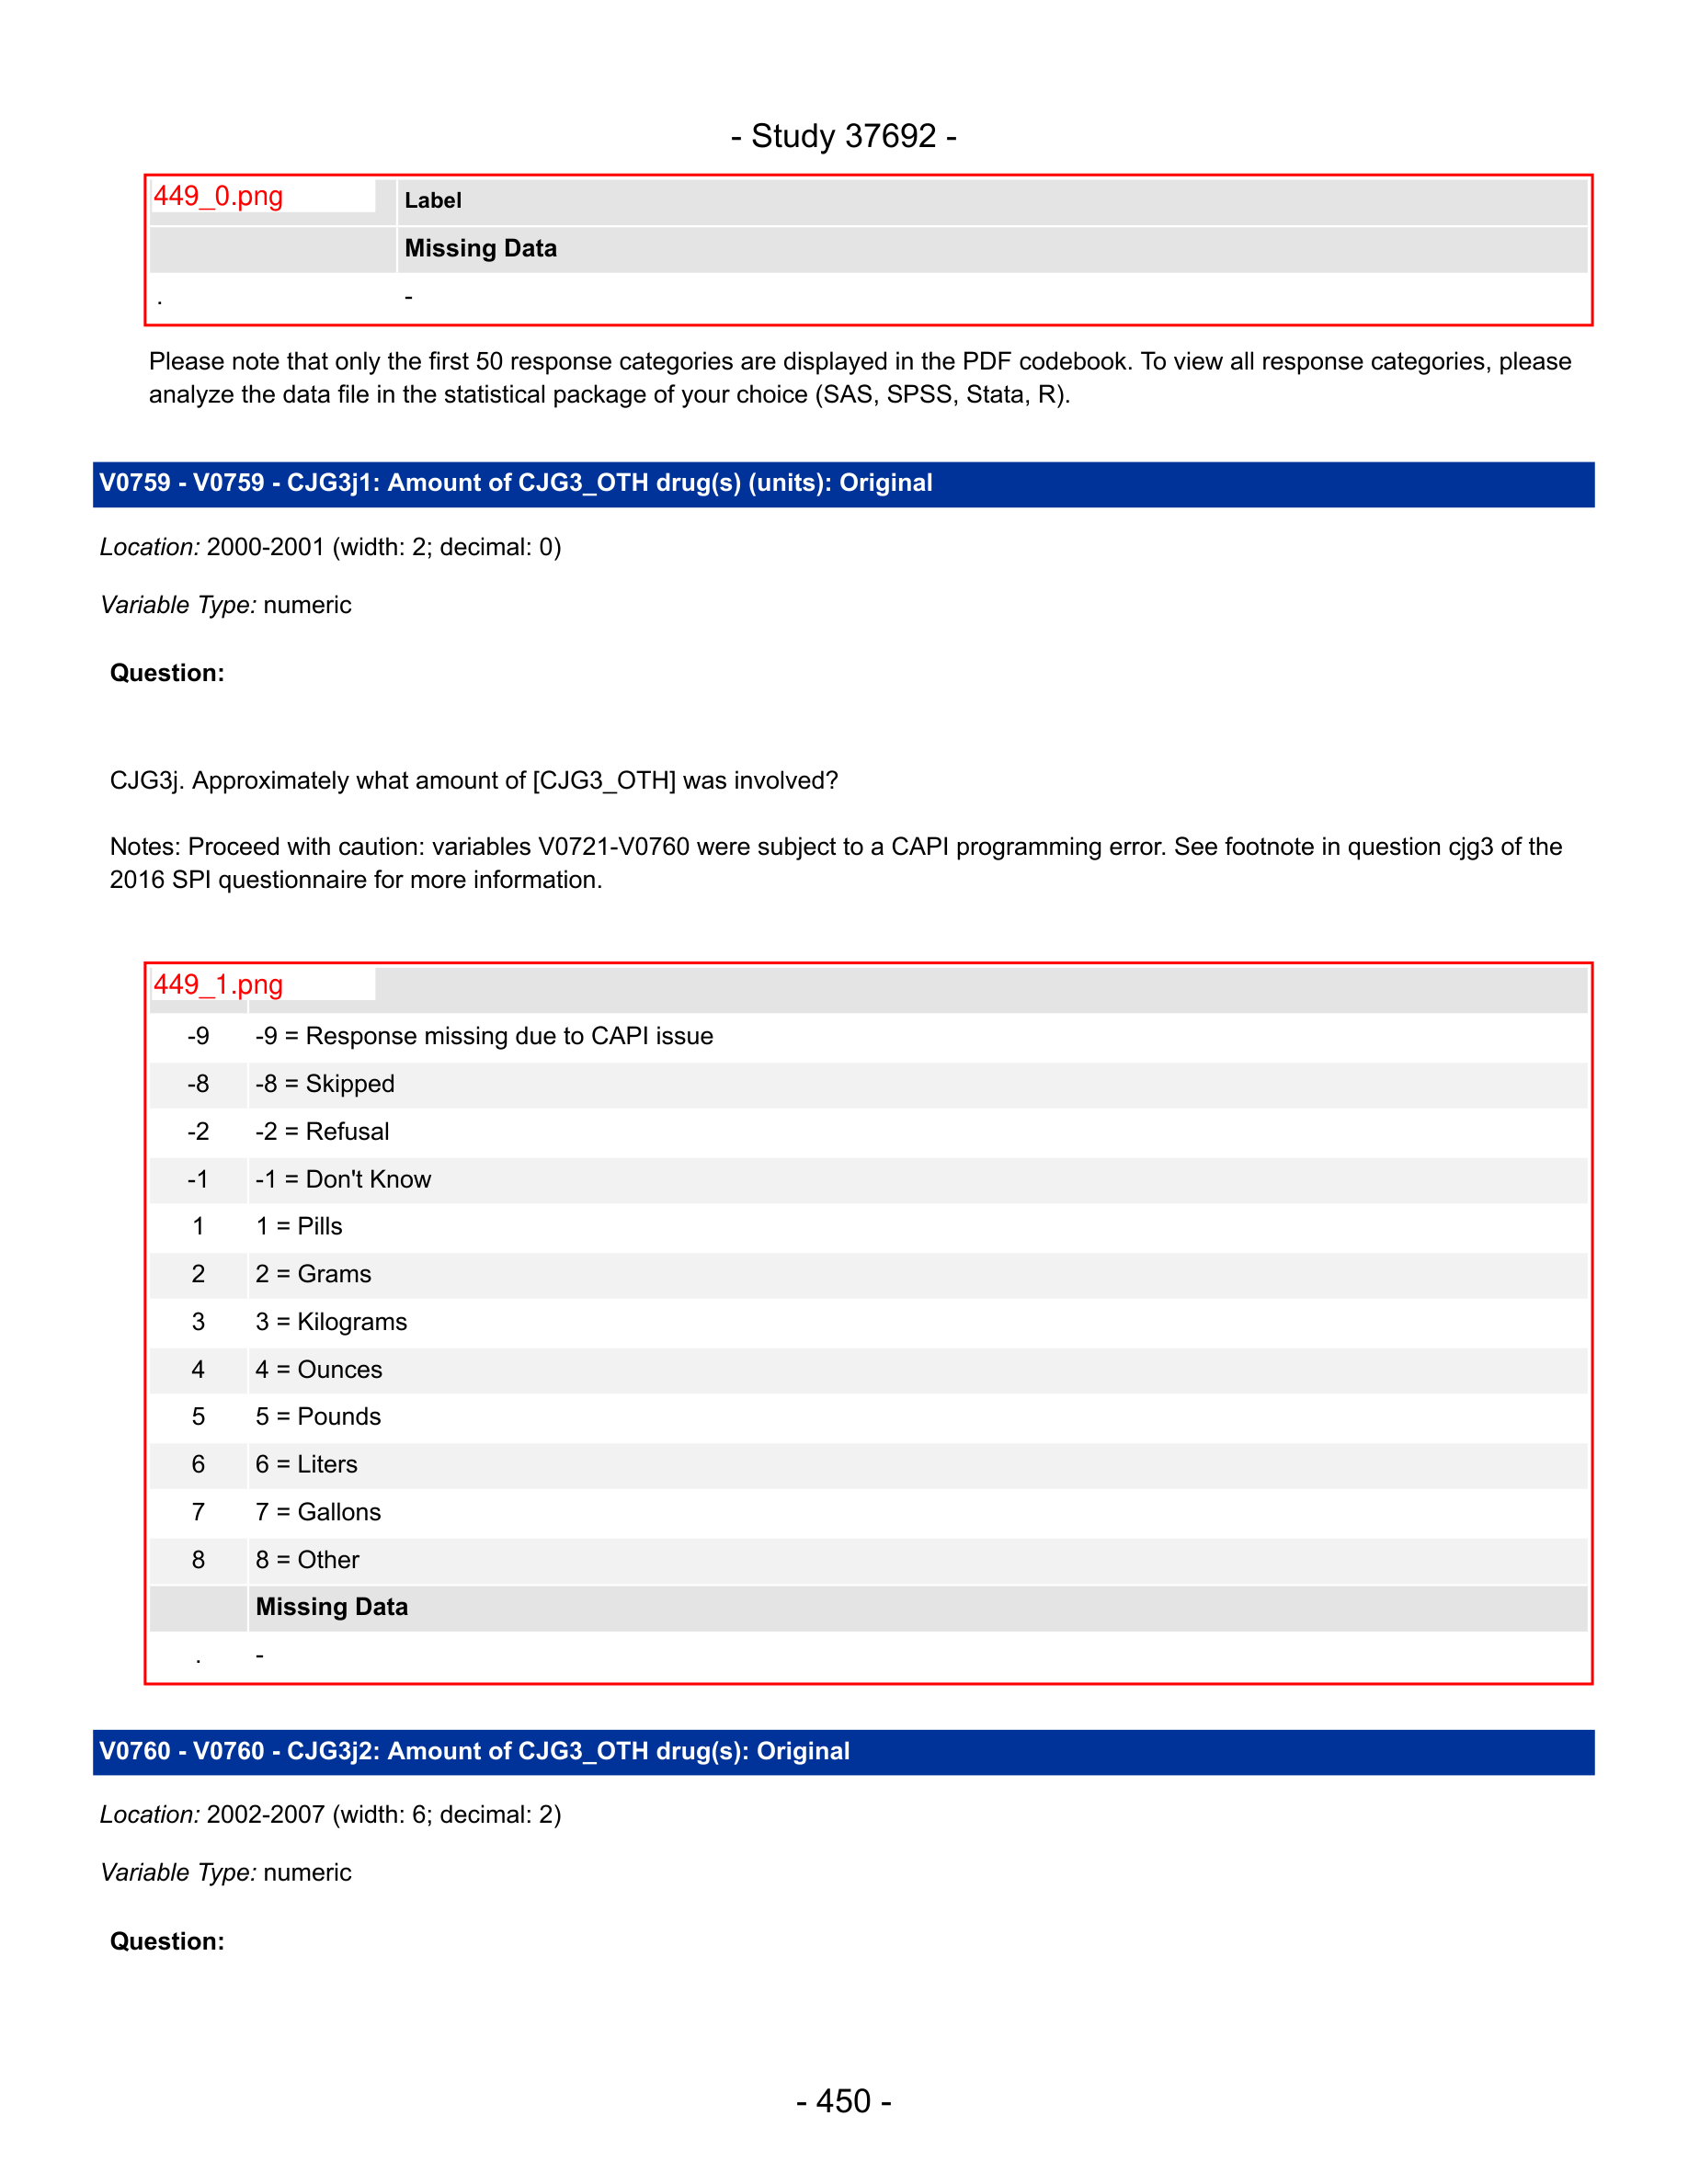 - Study 37692 -
449_0.png
Label
Missing Data
. -
Please note that only the first 50 response categories are displayed in the PDF codebook. To view all response categories, please
analyze the data file in the statistical package of your choice (SAS, SPSS, Stata, R).
V0759 - V0759 - CJG3j1: Amount of CJG3_OTH drug(s) (units): Original
Location: 2000-2001 (width: 2; decimal: 0)
Variable Type: numeric
Question:
CJG3j. Approximately what amount of [CJG3_OTH] was involved?
Notes: Proceed with caution: variables V0721-V0760 were subject to a CAPI programming error. See footnote in question cjg3 of the
2016 SPI questionnaire for more information.
449_1.png
-9 -9 = Response missing due to CAPI issue
-8 -8 = Skipped
-2 -2 = Refusal
-1 -1 = Don't Know
1 1 = Pills
2 2 = Grams
3 3 = Kilograms
4 4 = Ounces
5 5 = Pounds
6 6 = Liters
7 7 = Gallons
8 8 = Other
Missing Data
. -
V0760 - V0760 - CJG3j2: Amount of CJG3_OTH drug(s): Original
Location: 2002-2007 (width: 6; decimal: 2)
Variable Type: numeric
Question:
- 450 -